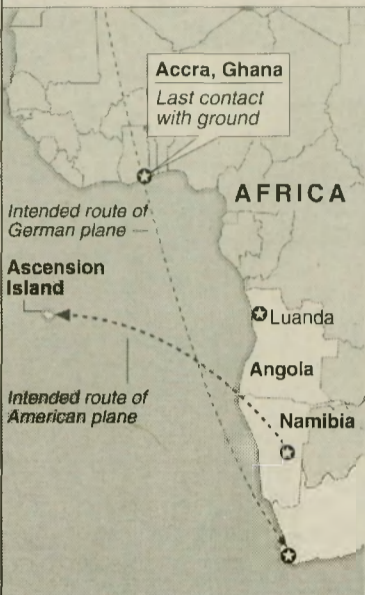 Accra, Ghana
Last contact
with ground
AFRICA
Intended route of
German plane
Ascension
Island
Luanda
Angola
Intended route of
American plane
Namibia